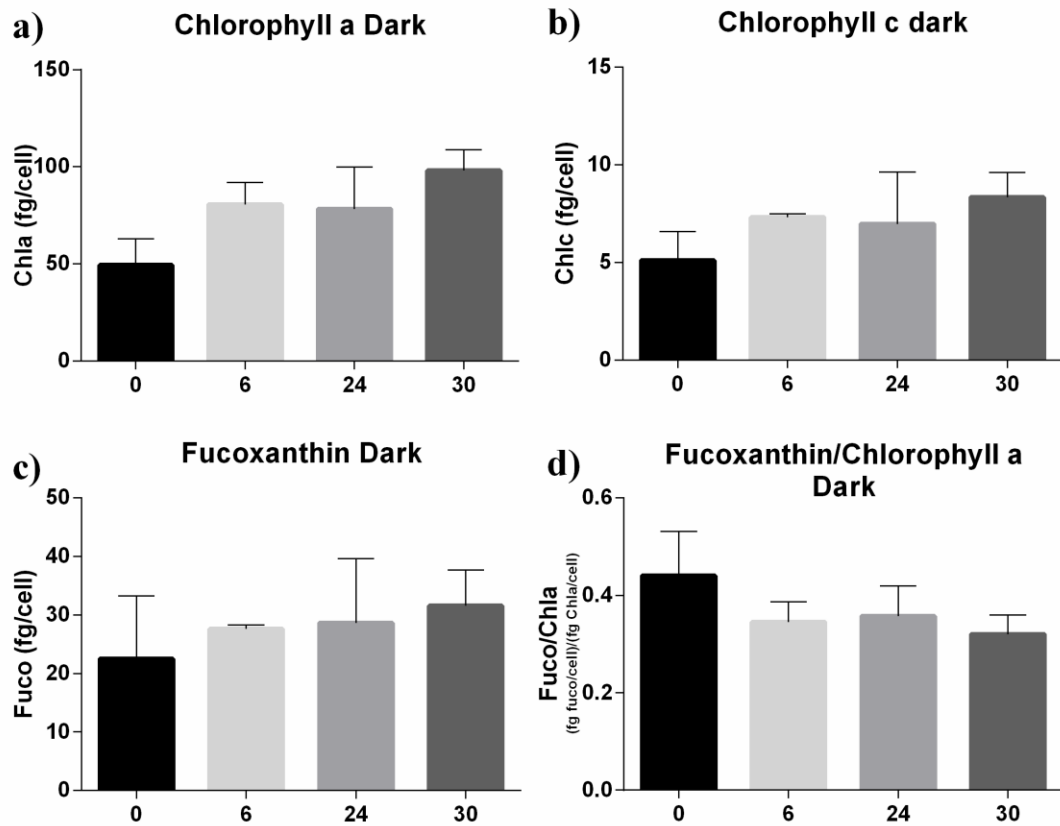 a)
Chlorophyll a Dark
Chla (fg/cell)
150
100
50
0
0 6 24 30
b)
Chlorophyll c dark
Chlc (fg/cell)
15
10
5
0
0 6 24 30
c)
Fucoxanthin Dark
Fuco (fg/cell)
50
40
30
20
10
0
0 6 24 30
d)
Fucoxanthin/Chlorophyll a
Dark
Fuco/Chla
(fg fuco/cell)/(fg Chla/cell)
0.6
0.4
0.2
0.0
0 6 24 30